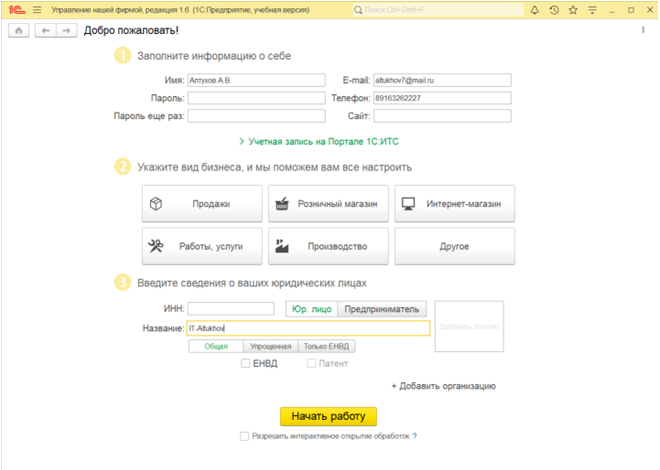 1С Управление нашей фирмой, редакция 1.6 (1С:Предприятие, учебная версия) Поиск Ctrl+Shift+F
Добро пожаловать!
1 Заполните информацию о себе
Имя: Алтухов А.В. E-mail: altukhov7@mail.ru
Пароль: Телефон: 89163262227
Пароль еще раз: Сайт:
> Учетная запись на Портале 1С:ИТС
2 Укажите вид бизнеса, и мы поможем вам все настроить
Продажи Розничный магазин Интернет-магазин
Работы, услуги Производство Другое
3 Введите сведения о ваших юридических лицах
ИНН: Юр. лицо Предприниматель
Название: IT-Altukhov Добавить логотип
Общая Упрощенная Только ЕНВД
ЕНВД Патент
+ Добавить организацию
Начать работу
Разрешить интерактивное открытие обработок ?